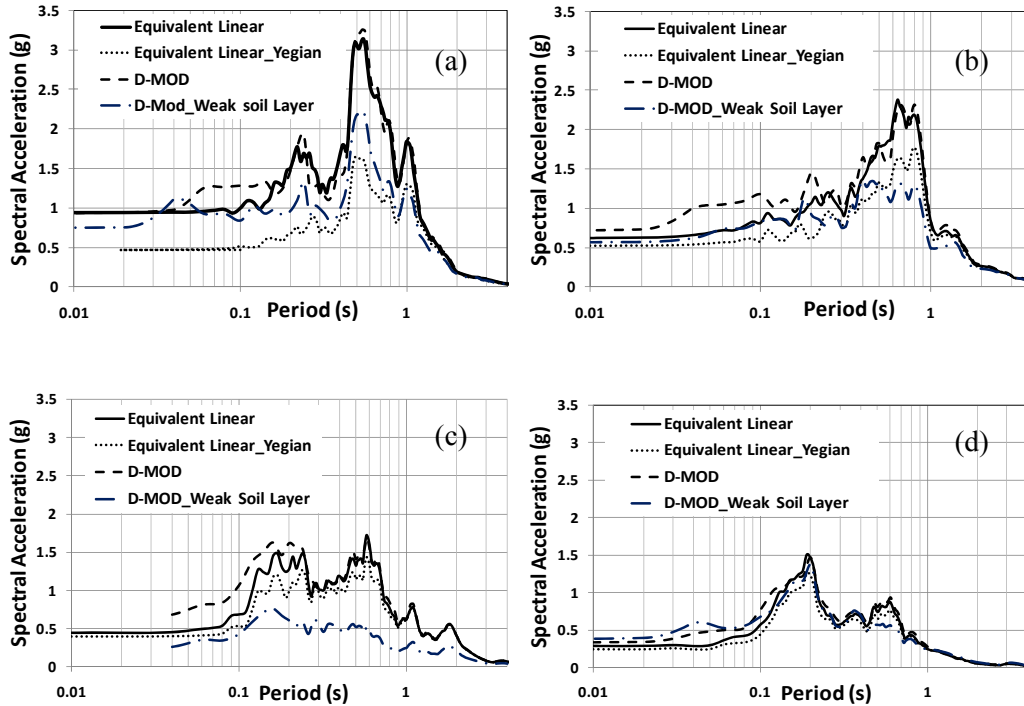 Spectral Acceleration (g)
3.5
3
2.5
2
1.5
1
0.5
0
Equivalent Linear
Equivalent Linear_Yegian
D-MOD
D-Mod_Weak soil Layer
(a)
0.01
0.1
1
Period (s)
Spectral Acceleration (g)
3.5
3
2.5
2
1.5
1
0.5
0
Equivalent Linear
Equivalent Linear_Yegian
D-MOD
D-MOD_Weak Soil Layer
(b)
0.01
0.1
1
Period (s)
Spectral Acceleration (g)
3.5
3
2.5
2
1.5
1
0.5
0
Equivalent Linear
Equivalent Linear_Yegian
D-MOD
D-MOD_Weak Soil Layer
(c)
0.01
0.1
1
Period (s)
Spectral Acceleration (g)
3.5
3
2.5
2
1.5
1
0.5
0
Equivalent Linear
Equivalent Linear_Yegian
D-MOD
D-MOD_Weak Soil Layer
(d)
0.01
0.1
1
Period (s)